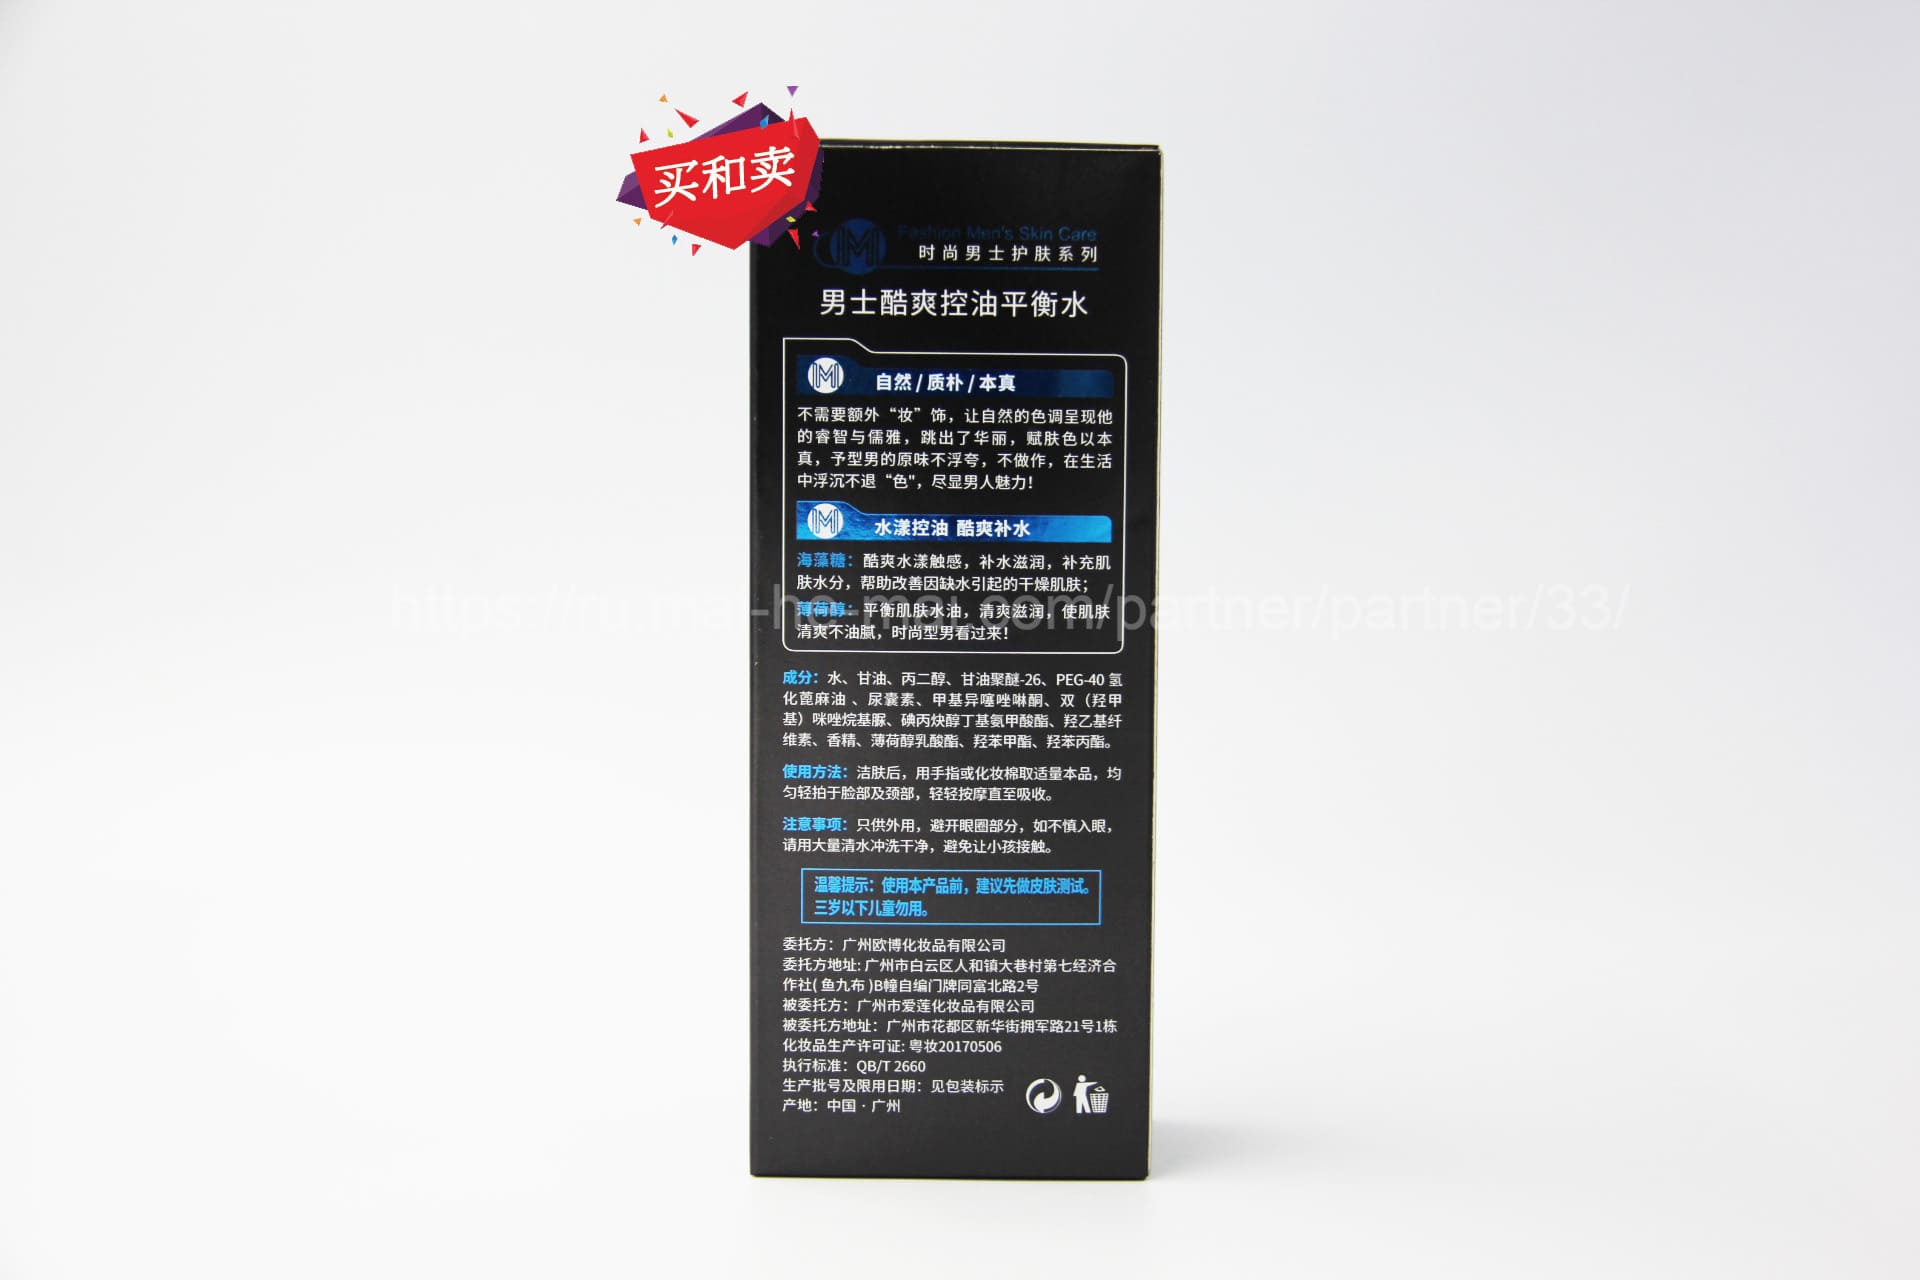 买和卖
Fashion Men's Skin Care
时尚男士护肤系列
男士酷爽控油平衡水
自然/质朴/本真
不需要额外“妆”饰，让自然的色调呈现他
的睿智与儒雅，跳出了华丽，赋肤色以本
真，予型男的原味不浮夸，不做作，在生活
中浮沉不退“色"，尽显男人魅力！
水漾控油 酷爽补水
海藻糖：酷爽水漾触感，补水滋润，补充肌
肤水分，帮助改善因缺水引起的干燥肌肤；
薄荷醇：平衡肌肤水油，清爽滋润，使肌肤
清爽不油腻，时尚型男看过来！
成分：水、甘油、丙二醇、甘油聚醚-26、PEG-40 氢
化蓖麻油 、尿囊素、甲基异噻唑啉酮、双（羟甲
基）咪唑烷基脲、碘丙炔醇丁基氨甲酸酯、羟乙基纤
维素、香精、薄荷醇乳酸酯、羟苯甲酯、羟苯丙酯。
使用方法：洁肤后，用手指或化妆棉取适量本品，均
匀轻拍于脸部及颈部，轻轻按摩直至吸收。
注意事项：只供外用，避开眼圈部分，如不慎入眼，
请用大量清水冲洗干净，避免让小孩接触。
温馨提示：使用本产品前，建议先做皮肤测试。
三岁以下儿童勿用。
委托方：广州欧博化妆品有限公司
委托方地址: 广州市白云区人和镇大巷村第七经济合
作社( 鱼九布 )B幢自编门牌同富北路2号
被委托方：广州市爱莲化妆品有限公司
被委托方地址：广州市花都区新华街拥军路21号1栋
化妆品生产许可证: 粤妆20170506
执行标准：QB/T 2660
生产批号及限用日期：见包装标示
产地：中国 · 广州